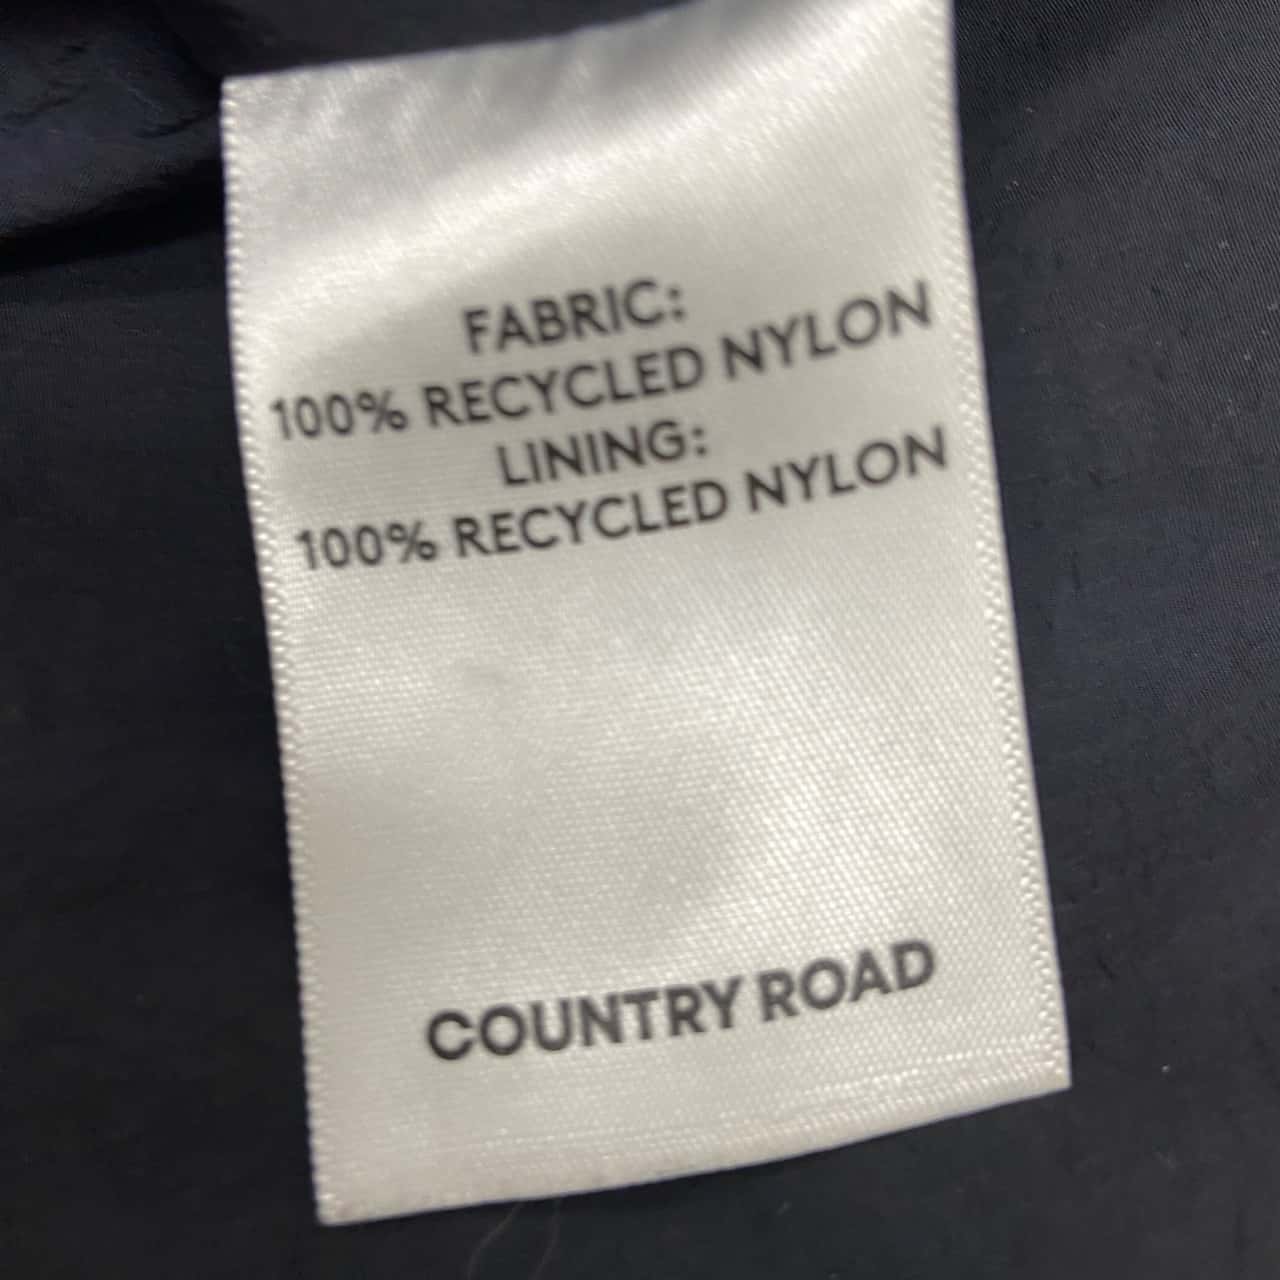 FABRIC:
100% RECYCLED NYLON
LINING:
100% RECYCLED NYLON
COUNTRY ROAD